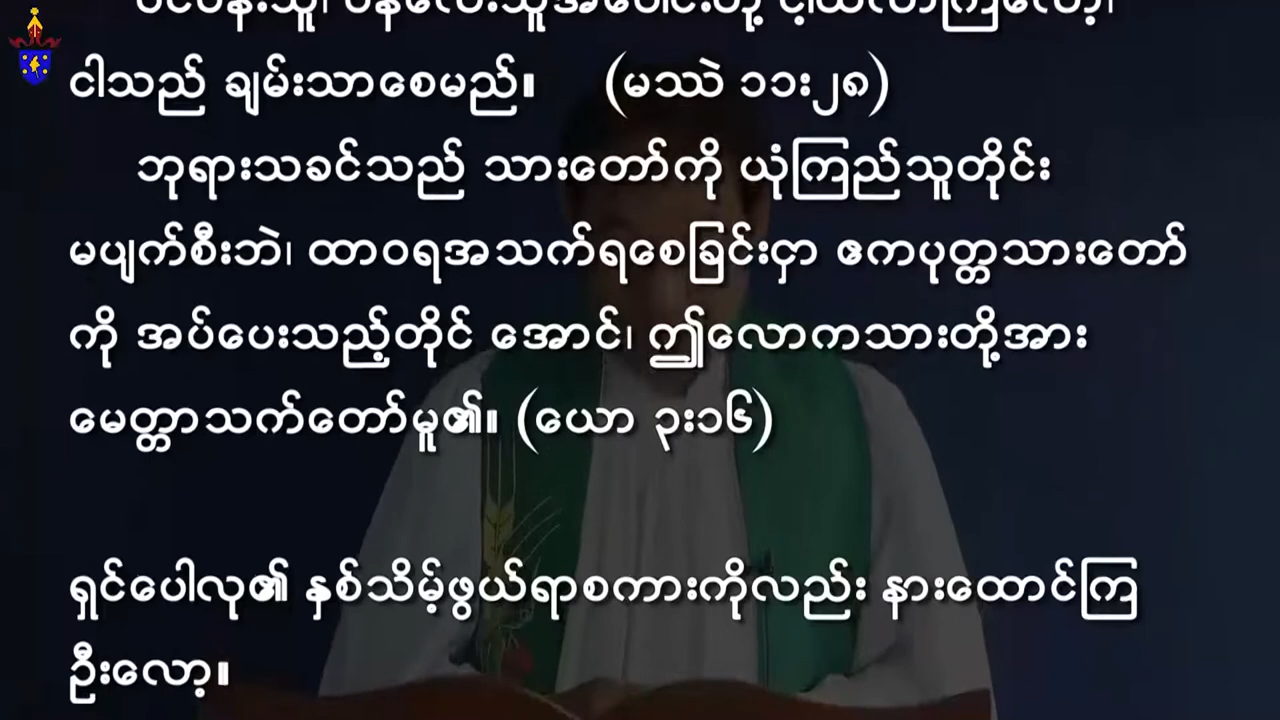 ငါသည် ချမ်းသာစေမည်။ (မဿဲ ၁၁း၂၈)
ဘုရားသခင်သည် သားတော်ကို ယုံကြည်သူတိုင်း
မပျက်စီးဘဲ၊ ထာဝရအသက်ရစေခြင်းငှာ ဧကပုတ္တသားတော်
ကို အပ်ပေးသည့်တိုင် အောင်၊ ဤလောကသားတို့အား
မေတ္တာသက်တော်မူ၏။ (ယော ၃း၁၆)
ရှင်ပေါလု၏ နှစ်သိမ့်ဖွယ်ရာစကားကိုလည်း နားထောင်ကြ
ဦးလော့။